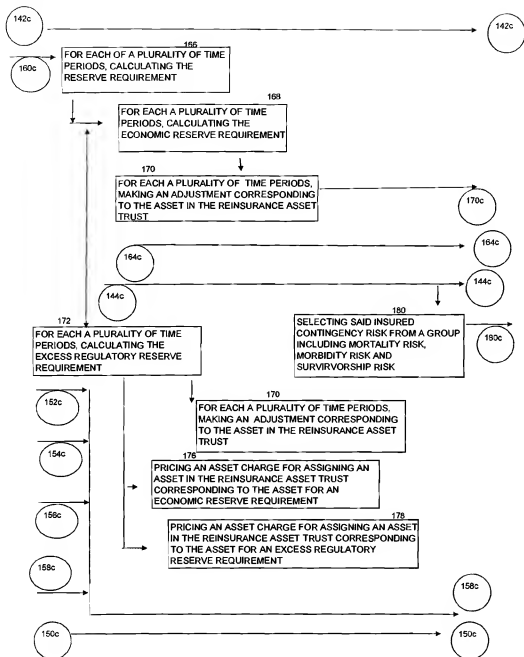 142c
142c
166
FOR EACH OF A PLURALITY OF TIME
PERIODS, CALCULATING THE
RESERVE REQUIREMENT
160c
168
FOR EACH A PLURALITY OF TIME
PERIODS, CALCULATING THE
ECONOMIC RESERVE REQUIREMENT
170
FOR EACH A PLURALITY OF TIME PERIODS,
MAKING AN ADJUSTMENT CORRESPONDING
TO THE ASSET IN THE REINSURANCE ASSET
TRUST
170c
164c
164c
144c
144c
172
FOR EACH A PLURALITY OF TIME
PERIODS, CALCULATING THE
EXCESS REGULATORY RESERVE
REQUIREMENT
180
SELECTING SAID INSURED
CONTINGENCY RISK FROM A GROUP
INCLUDING MORTALITY RISK,
MORBIDITY RISK AND
SURVIRVORSHIP RISK
180c
152c
170
FOR EACH A PLURALITY OF TIME PERIODS,
MAKING AN ADJUSTMENT CORRESPONDING
TO THE ASSET IN THE REINSURANCE ASSET
TRUST
154c
176
PRICING AN ASSET CHARGE FOR ASSIGNING AN
ASSET IN THE REINSURANCE ASSET TRUST
CORRESPONDING TO THE ASSET FOR AN
ECONOMIC RESERVE REQUIREMENT
156c
178
PRICING AN ASSET CHARGE FOR ASSIGNING AN ASSET
IN THE REINSURANCE ASSET TRUST CORRESPONDING
TO THE ASSET FOR AN EXCESS REGULATORY
RESERVE REQUIREMENT
158c
158c
150c
150c